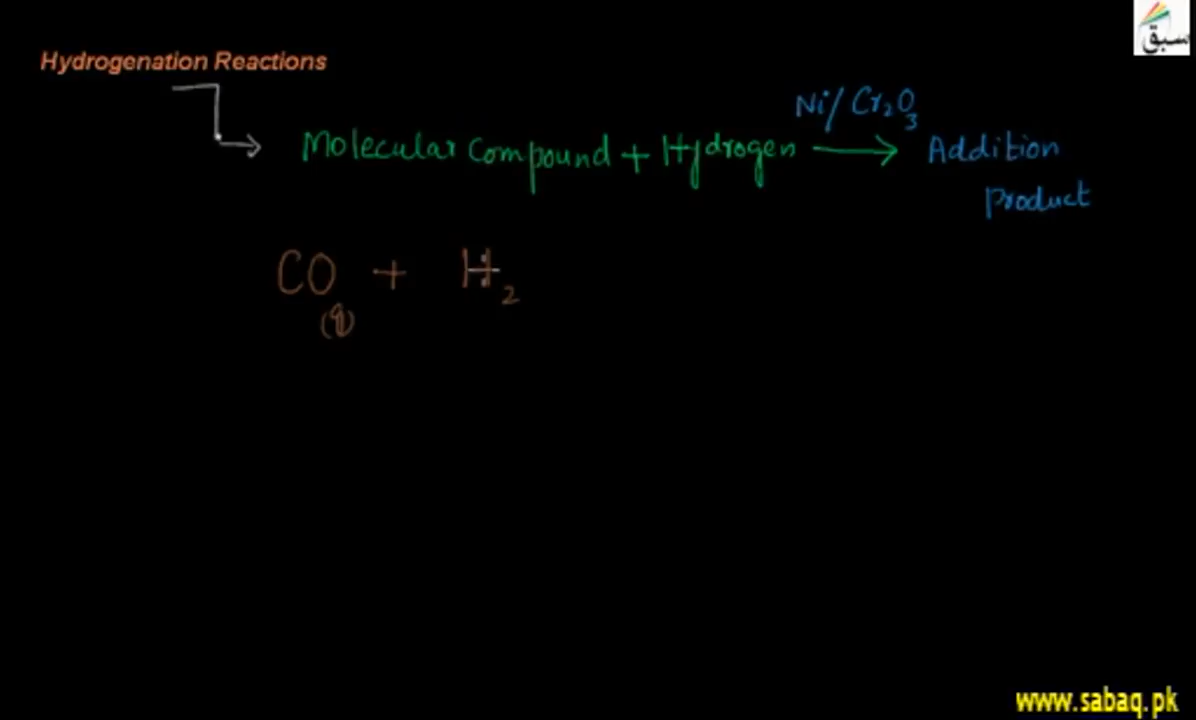 سبق
Hydrogenation Reactions
Ni/Cr₂O₃
Molecular Compound + Hydrogen ⟶ Addition
Product
CO + H₂
(g)
www.sabaq.pk